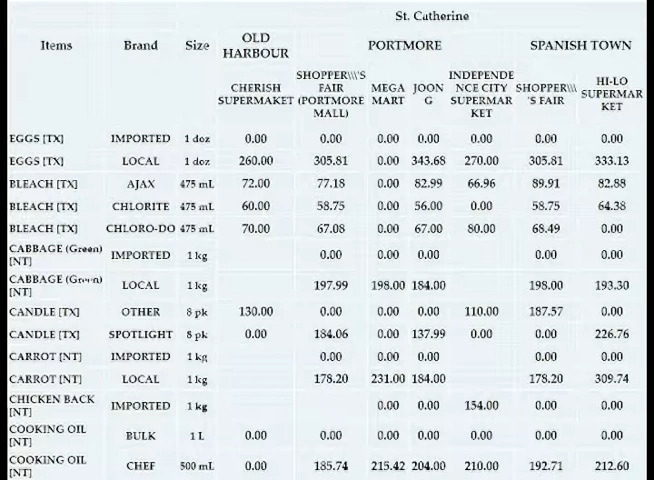 St. Catherine
Items Brand Size OLD HARBOUR PORTMORE SPANISH TOWN
CHERISH SUPERMAKET SHOPPER\\\'S FAIR (PORTMORE MALL) MEGA MART JOONG INDEPENDENCE CITY SUPERMARKET SHOPPER\\\'S FAIR HI-LO SUPERMARKET
EGGS [TX] IMPORTED 1 doz 0.00 0.00 0.00 0.00 0.00 0.00 0.00
EGGS [TX] LOCAL 1 doz 260.00 305.81 0.00 343.68 270.00 305.81 333.13
BLEACH [TX] AJAX 475 mL 72.00 77.18 0.00 82.99 66.96 89.91 82.88
BLEACH [TX] CHLORITE 475 mL 60.00 58.75 0.00 56.00 0.00 58.75 64.38
BLEACH [TX] CHLORO-DO 475 mL 70.00 67.08 0.00 67.00 80.00 68.49 0.00
CABBAGE (Green) [NT] IMPORTED 1 kg 0.00 0.00 0.00 0.00 0.00
CABBAGE (Green) [NT] LOCAL 1 kg 197.99 198.00 184.00 198.00 193.30
CANDLE [TX] OTHER 8 pk 130.00 0.00 0.00 0.00 110.00 187.57 0.00
CANDLE [TX] SPOTLIGHT 8 pk 0.00 184.06 0.00 137.99 0.00 0.00 226.76
CARROT [NT] IMPORTED 1 kg 0.00 0.00 0.00 0.00 0.00
CARROT [NT] LOCAL 1 kg 178.20 231.00 184.00 178.20 309.74
CHICKEN BACK [NT] IMPORTED 1 kg 0.00 0.00 154.00 0.00 0.00
COOKING OIL [NT] BULK 1 L 0.00 0.00 0.00 0.00 0.00 0.00 0.00
COOKING OIL [NT] CHEF 500 mL 0.00 185.74 215.42 204.00 210.00 192.71 212.60